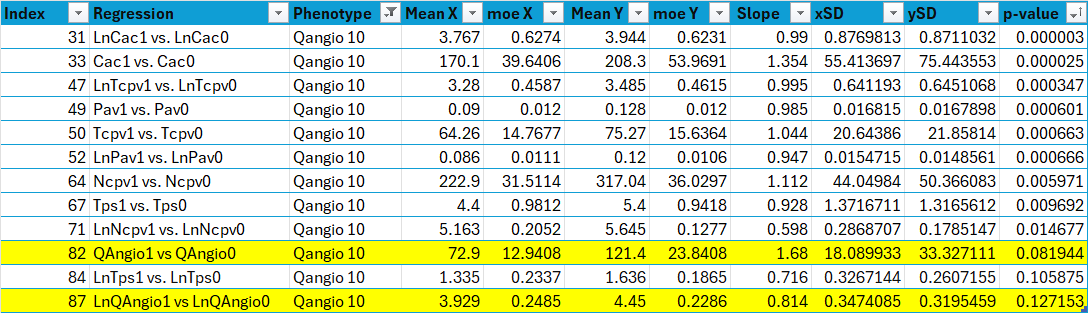 Index Regression Phenotype Mean X moe X Mean Y moe Y Slope xSD ySD p-value
31 LnCac1 vs. LnCac0 Qangio 10 3.767 0.6274 3.944 0.6231 0.99 0.8769813 0.8711032 0.000003
33 Cac1 vs. Cac0 Qangio 10 170.1 39.6406 208.3 53.9691 1.354 55.413697 75.443553 0.000025
47 LnTcpv1 vs. LnTcpv0 Qangio 10 3.28 0.4587 3.485 0.4615 0.995 0.641193 0.6451068 0.000347
49 Pav1 vs. Pav0 Qangio 10 0.09 0.012 0.128 0.012 0.985 0.016815 0.0167898 0.000601
50 Tcpv1 vs. Tcpv0 Qangio 10 64.26 14.7677 75.27 15.6364 1.044 20.64386 21.85814 0.000663
52 LnPav1 vs. LnPav0 Qangio 10 0.086 0.0111 0.12 0.0106 0.947 0.0154715 0.0148561 0.000666
64 Ncpv1 vs. Ncpv0 Qangio 10 222.9 31.5114 317.04 36.0297 1.112 44.04984 50.366083 0.005971
67 Tps1 vs. Tps0 Qangio 10 4.4 0.9812 5.4 0.9418 0.928 1.3716711 1.3165612 0.009692
71 LnNcpv1 vs. LnNcpv0 Qangio 10 5.163 0.2052 5.645 0.1277 0.598 0.2868707 0.1785147 0.014677
82 QAngio1 vs QAngio0 Qangio 10 72.9 12.9408 121.4 23.8408 1.68 18.089933 33.327111 0.081944
84 LnTps1 vs. LnTps0 Qangio 10 1.335 0.2337 1.636 0.1865 0.716 0.3267144 0.2607155 0.105875
87 LnQAngio1 vs LnQAngio0 Qangio 10 3.929 0.2485 4.45 0.2286 0.814 0.3474085 0.3195459 0.127153